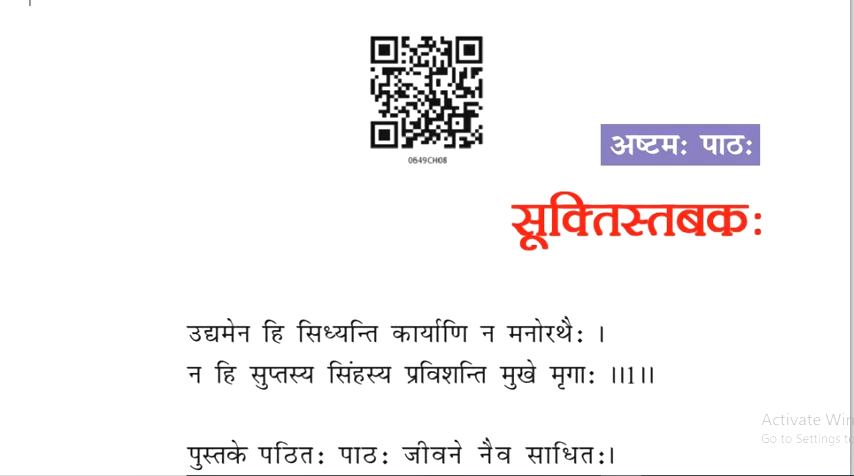 0649CH08
अष्टमः पाठः
सूक्तिस्तबकः
उद्यमेन हि सिध्यन्ति कार्याणि न मनोरथैः ।
न हि सुप्तस्य सिंहस्य प्रविशन्ति मुखे मृगाः ।।1।।
पुस्तके पठितः पाठः जीवने नैव साधितः।
Activate Win
Go to Settings to